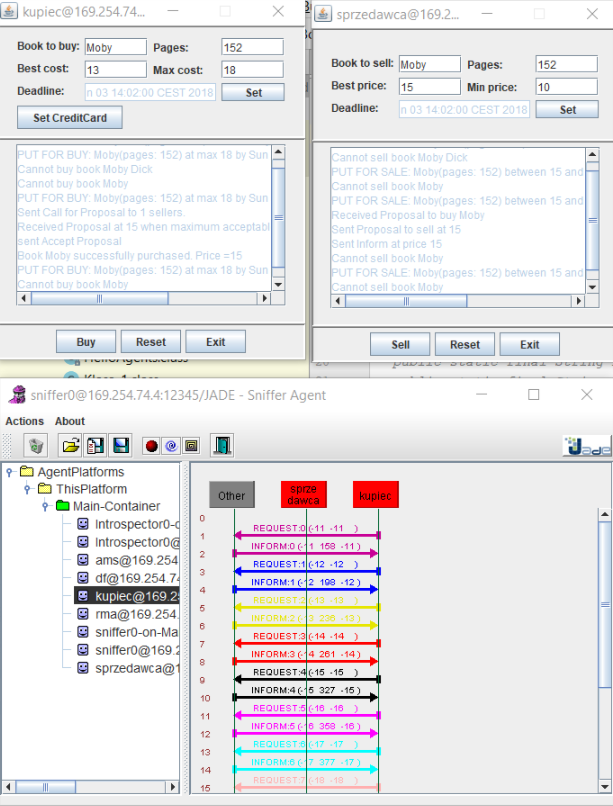 kupiec@169.254.74...
Book to buy: Moby Pages: 152
Best cost: 13 Max cost: 18
Deadline: n 03 14:02:00 CEST 2018 Set
Set CreditCard
PUT FOR BUY: Moby(pages: 152) at max 18 by Sun
Cannot buy book Moby Dick
Cannot buy book Moby
PUT FOR BUY: Moby(pages: 152) at max 18 by Sun
Sent Call for Proposal to 1 sellers.
Received Proposal at 15 when maximum acceptabl
sent Accept Proposal
Book Moby successfully purchased. Price =15
PUT FOR BUY: Moby(pages: 152) at max 18 by Sun
Cannot buy book Moby
Buy Reset Exit
sprzedawca@169.2...
Book to sell: Moby Pages: 152
Best price: 15 Min price: 10
Deadline: n 03 14:02:00 CEST 2018 Set
Cannot sell book Moby Dick
PUT FOR SALE: Moby(pages: 152) between 15 and
Cannot sell book Moby
PUT FOR SALE: Moby(pages: 152) between 15 and
Received Proposal to buy Moby
Sent Proposal to sell at 15
Sent Inform at price 15
Cannot sell book Moby
PUT FOR SALE: Moby(pages: 152) between 15 and
Cannot sell book Moby
Sell Reset Exit
HelloAgents.class
public static final String
sniffer0@169.254.74.4:12345/JADE - Sniffer Agent
Actions About
Jade
AgentPlatforms
ThisPlatform
Main-Container
Introspector0-o
Introspector0@
ams@169.254.
df@169.254.74
kupiec@169.25
rma@169.254.
sniffer0-on-Ma
sniffer0@169.2
sprzedawca@1
Other sprze dawca kupiec
0
1 REQUEST:0 (-11 -11 )
2 INFORM:0 (-11 158 -11 )
3 REQUEST:1 (-12 -12 )
4 INFORM:1 (-12 198 -12 )
5 REQUEST:2 (-13 -13 )
6 INFORM:2 (-13 236 -13 )
7 REQUEST:3 (-14 -14 )
8 INFORM:3 (-14 261 -14 )
9 REQUEST:4 (-15 -15 )
10 INFORM:4 (-15 327 -15 )
11 REQUEST:5 (-16 -16 )
12 INFORM:5 (-16 358 -16 )
13 REQUEST:6 (-17 -17 )
14 INFORM:6 (-17 377 -17 )
15 REQUEST:7 (-18 -18 )